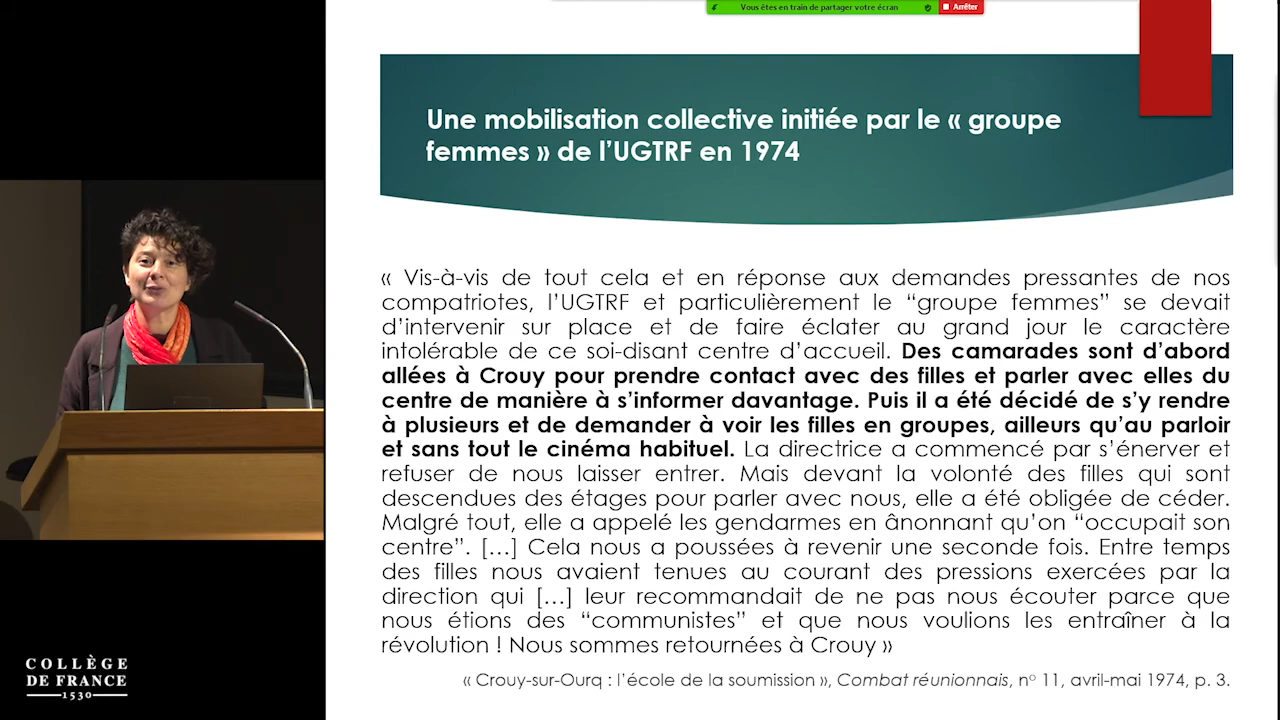 Vous êtes en train de partager votre écran
Arrêter
Une mobilisation collective initiée par le « groupe
femmes » de l’UGTRF en 1974
« Vis-à-vis de tout cela et en réponse aux demandes pressantes de nos
compatriotes, l’UGTRF et particulièrement le “groupe femmes” se devait
d’intervenir sur place et de faire éclater au grand jour le caractère
intolérable de ce soi-disant centre d’accueil. Des camarades sont d’abord
allées à Crouy pour prendre contact avec des filles et parler avec elles du
centre de manière à s’informer davantage. Puis il a été décidé de s’y rendre
à plusieurs et de demander à voir les filles en groupes, ailleurs qu’au parloir
et sans tout le cinéma habituel. La directrice a commencé par s’énerver et
refuser de nous laisser entrer. Mais devant la volonté des filles qui sont
descendues des étages pour parler avec nous, elle a été obligée de céder.
Malgré tout, elle a appelé les gendarmes en ânonnant qu’on “occupait son
centre”. […] Cela nous a poussées à revenir une seconde fois. Entre temps
des filles nous avaient tenues au courant des pressions exercées par la
direction qui […] leur recommandait de ne pas nous écouter parce que
nous étions des “communistes” et que nous voulions les entraîner à la
révolution ! Nous sommes retournées à Crouy »
« Crouy-sur-Ourq : l’école de la soumission », Combat réunionnais, n° 11, avril-mai 1974, p. 3.
COLLÈGE
DE FRANCE
1530